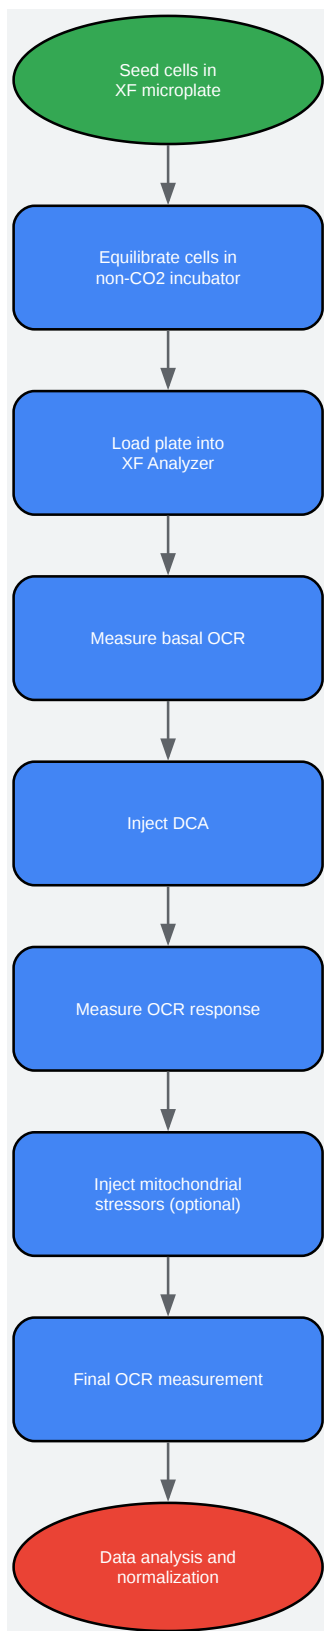 Seed cells in
XF microplate
Equilibrate cells in
non-CO2 incubator
Load plate into
XF Analyzer
Measure basal OCR
Inject DCA
Measure OCR response
Inject mitochondrial
stressors (optional)
Final OCR measurement
Data analysis and
normalization